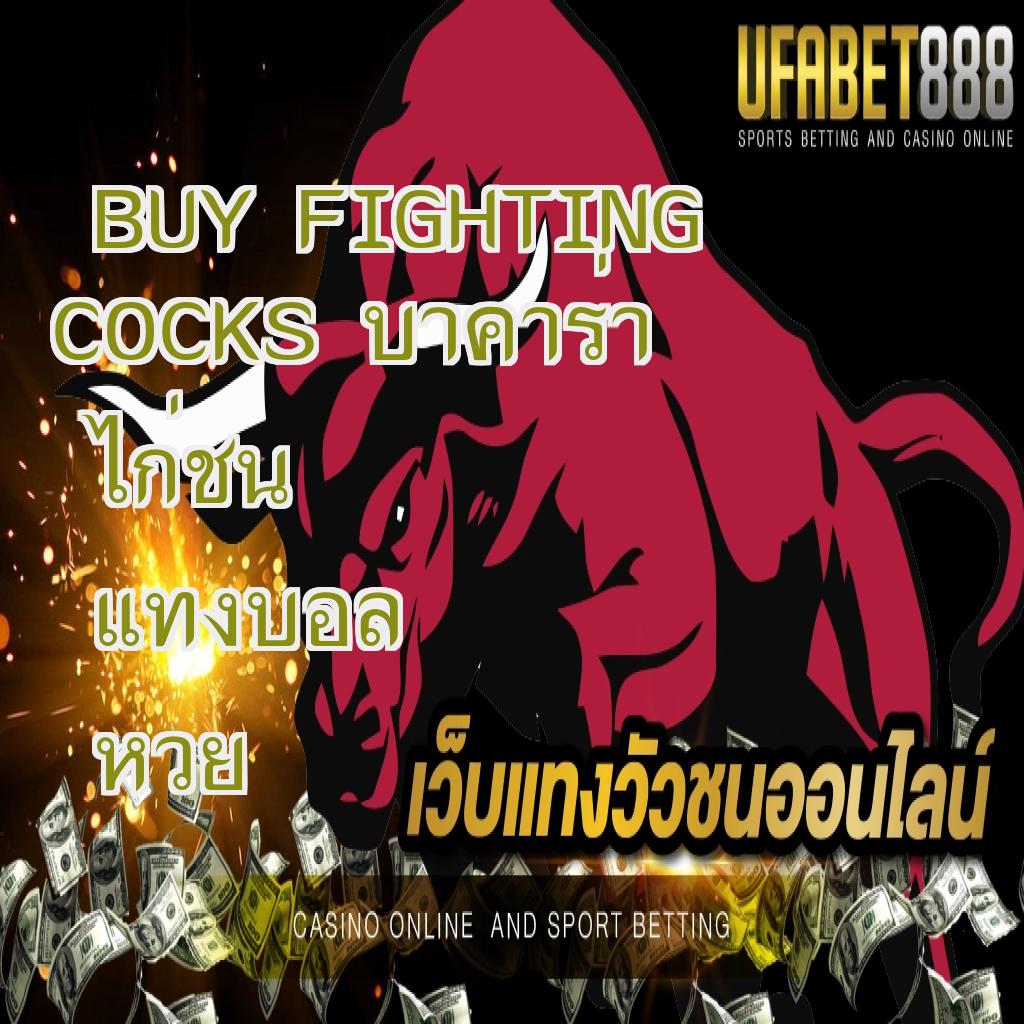 UFABET888
SPORTS BETTING AND CASINO ONLINE
BUY FIGHTING
COCKS บาคารา
ไก่ชน
แทงบอล
หวย
เว็บแทงวัวชนออนไลน์
CASINO ONLINE AND SPORT BETTING